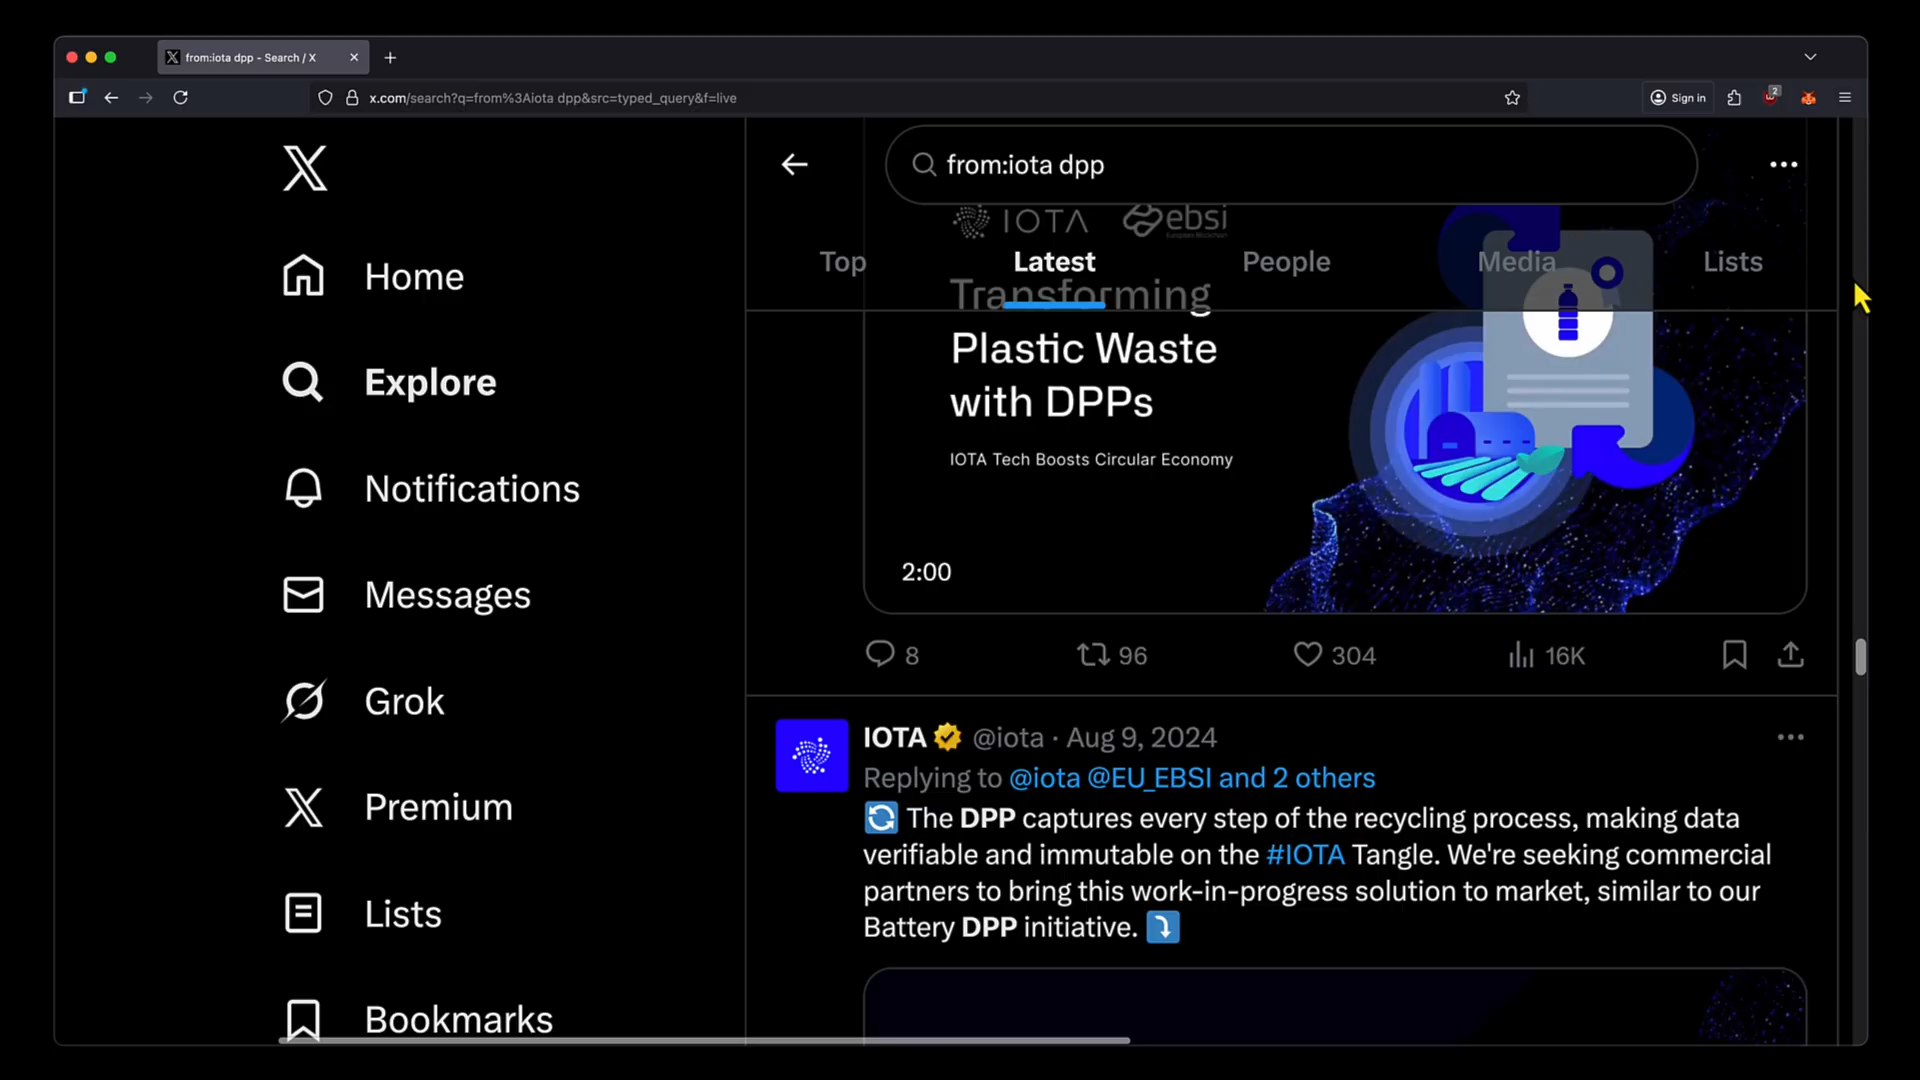 from:iota dpp - Search / X
x.com/search?q=from%3Aiota dpp&src=typed_query&f=live
Sign in
2
Home
Explore
Notifications
Messages
Grok
Premium
Lists
Bookmarks
from:iota dpp
IOTA ebsi
Top Latest People Media Lists
Transforming
Plastic Waste
with DPPs
IOTA Tech Boosts Circular Economy
2:00
8 96 304 16K
IOTA @iota · Aug 9, 2024
Replying to @iota @EU_EBSI and 2 others
The DPP captures every step of the recycling process, making data
verifiable and immutable on the #IOTA Tangle. We're seeking commercial
partners to bring this work-in-progress solution to market, similar to our
Battery DPP initiative.